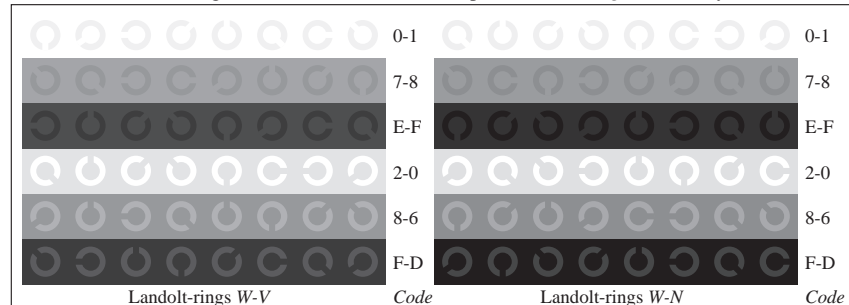 0-1 0-1
7-8 7-8
E-F E-F
2-0 2-0
8-6 8-6
F-D F-D
Landolt-rings W-V Code Landolt-rings W-N Code